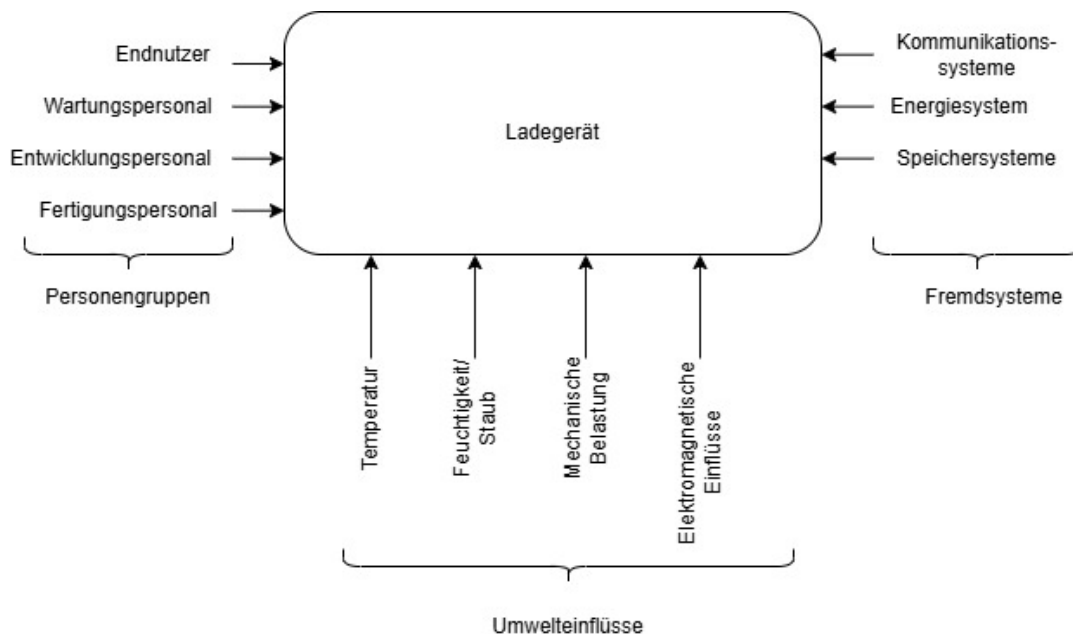 Endnutzer
Wartungspersonal
Entwicklungspersonal
Fertigungspersonal
Personengruppen
Ladegerät
Kommunikations-
systeme
Energiesystem
Speichersysteme
Fremdsysteme
Temperatur
Feuchtigkeit/
Staub
Mechanische
Belastung
Elektromagnetische
Einflüsse
Umwelteinflüsse